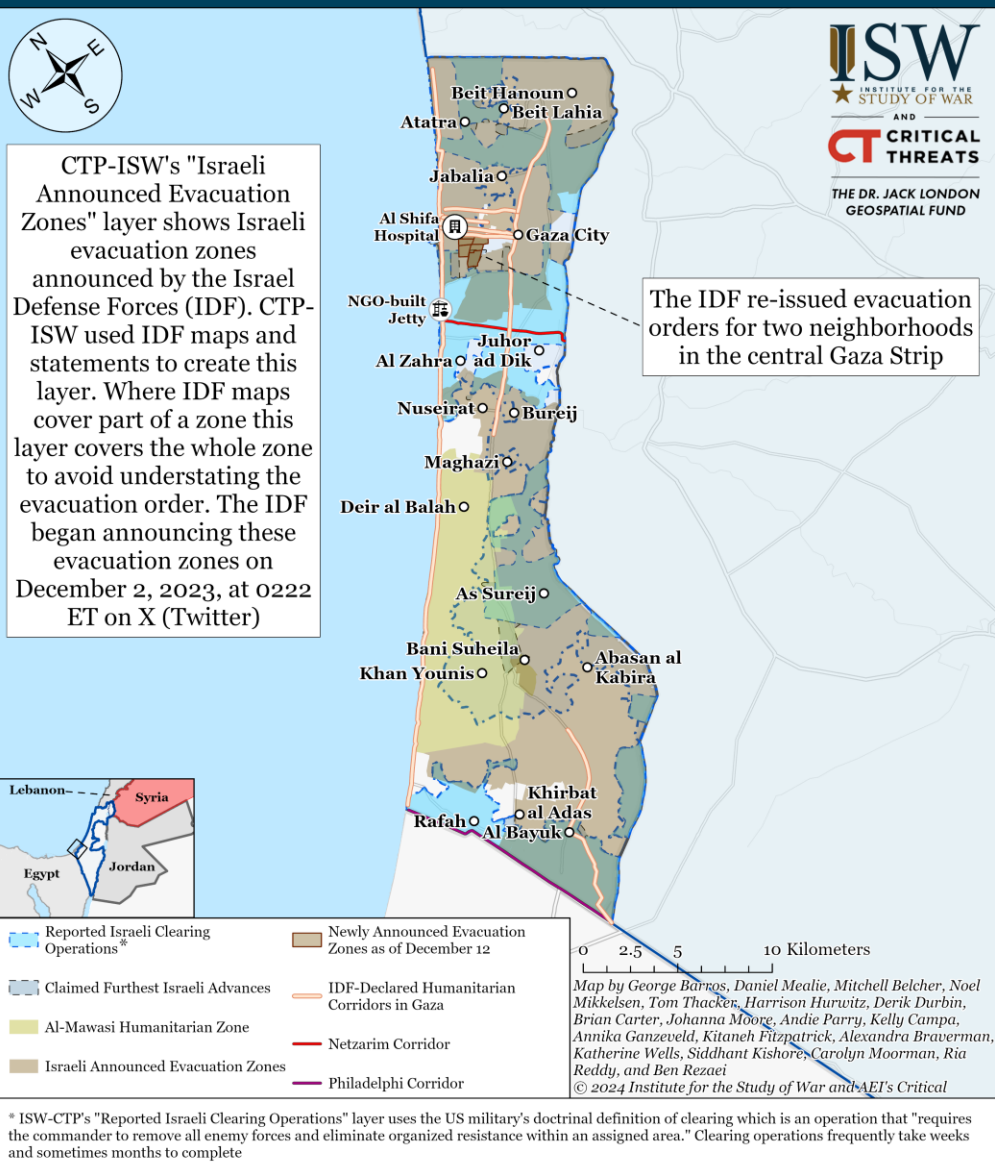 N
E
W
S
ISW
INSTITUTE FOR THE
STUDY OF WAR
AND
CT CRITICAL
THREATS
THE DR. JACK LONDON
GEOSPATIAL FUND
CTP-ISW's "Israeli
Announced Evacuation
Zones" layer shows Israeli
evacuation zones
announced by the Israel
Defense Forces (IDF). CTP-
ISW used IDF maps and
statements to create this
layer. Where IDF maps
cover part of a zone this
layer covers the whole zone
to avoid understating the
evacuation order. The IDF
began announcing these
evacuation zones on
December 2, 2023, at 0222
ET on X (Twitter)
Beit Hanoun
Beit Lahia
Atatra
Jabalia
Al Shifa
Hospital
Gaza City
NGO-built
Jetty
The IDF re-issued evacuation
orders for two neighborhoods
in the central Gaza Strip
Juhor
ad Dik
Al Zahra
Nuseirat
Bureij
Maghazi
Deir al Balah
As Sureij
Bani Suheila
Khan Younis
Abasan al
Kabira
Khirbat
al Adas
Rafah
Al Bayuk
Lebanon
Syria
Jordan
Egypt
Reported Israeli Clearing
Operations*
Claimed Furthest Israeli Advances
Al-Mawasi Humanitarian Zone
Israeli Announced Evacuation Zones
Newly Announced Evacuation
Zones as of December 12
IDF-Declared Humanitarian
Corridors in Gaza
Netzarim Corridor
Philadelphi Corridor
0 2.5 5 10 Kilometers
Map by George Barros, Daniel Mealie, Mitchell Belcher, Noel
Mikkelsen, Tom Thacker, Harrison Hurwitz, Derik Durbin,
Brian Carter, Johanna Moore, Andie Parry, Kelly Campa,
Annika Ganzeveld, Kitaneh Fitzpatrick, Alexandra Braverman,
Katherine Wells, Siddhant Kishore, Carolyn Moorman, Ria
Reddy, and Ben Rezaei
© 2024 Institute for the Study of War and AEI's Critical
* ISW-CTP's "Reported Israeli Clearing Operations" layer uses the US military's doctrinal definition of clearing which is an operation that "requires
the commander to remove all enemy forces and eliminate organized resistance within an assigned area." Clearing operations frequently take weeks
and sometimes months to complete